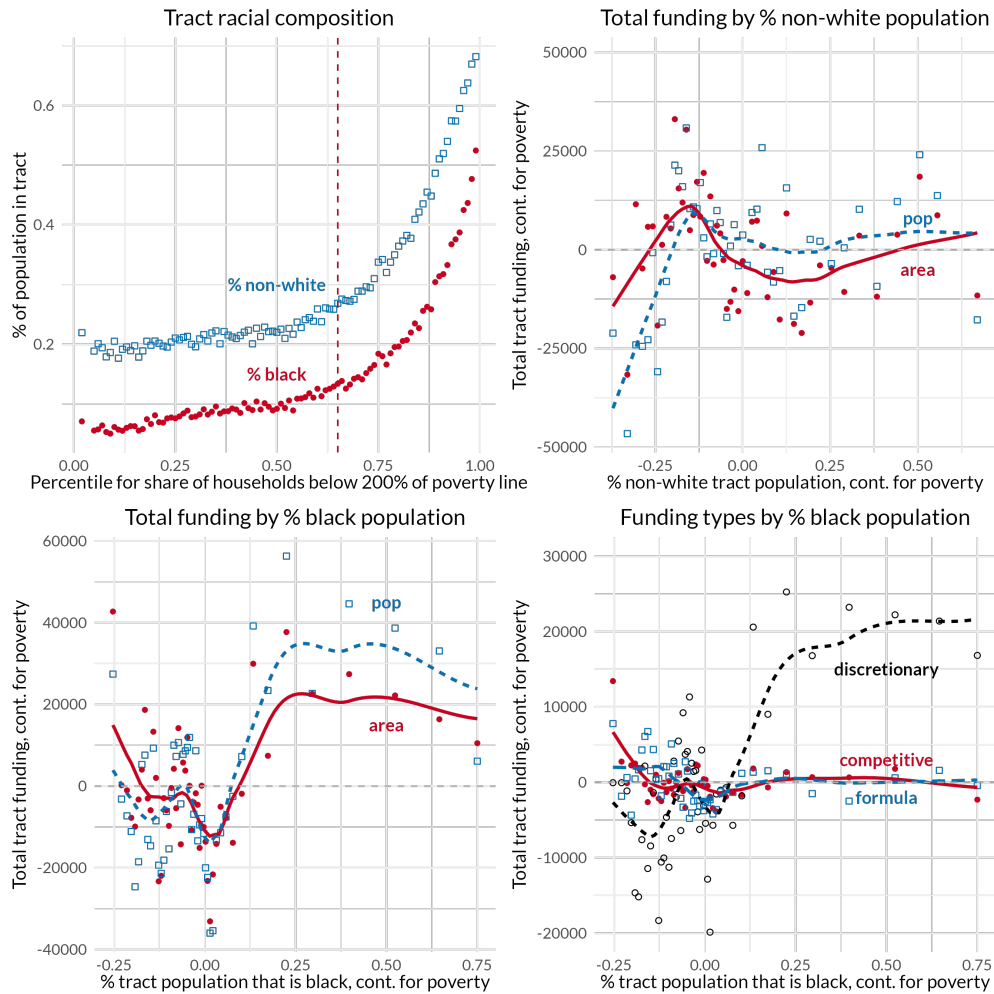 Tract racial composition
% of population in tract
0.6
0.4
0.2
% non-white
% black
0.00
0.25
0.50
0.75
1.00
Percentile for share of households below 200% of poverty line
Total funding by % non-white population
Total tract funding, cont. for poverty
50000
25000
0
-25000
-50000
pop
area
-0.25
0.00
0.25
0.50
0.75
% non-white tract population, cont. for poverty
Total funding by % black population
Total tract funding, cont. for poverty
60000
40000
20000
0
-20000
-40000
pop
area
-0.25
0.00
0.25
0.50
0.75
% tract population that is black, cont. for poverty
Funding types by % black population
Total tract funding, cont. for poverty
30000
20000
10000
0
-10000
-20000
discretionary
competitive
formula
-0.25
0.00
0.25
0.50
0.75
% tract population that is black, cont. for poverty